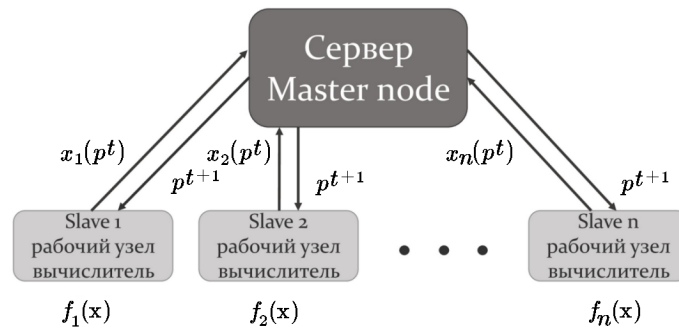 Сервер
Master node
x₁(pᵗ) x₂(pᵗ) xₙ(pᵗ)
pᵗ⁺¹ pᵗ⁺¹ pᵗ⁺¹
Slave 1 Slave 2 Slave n
рабочий узел рабочий узел рабочий узел
вычислитель вычислитель вычислитель
f₁(x) f₂(x) fₙ(x)